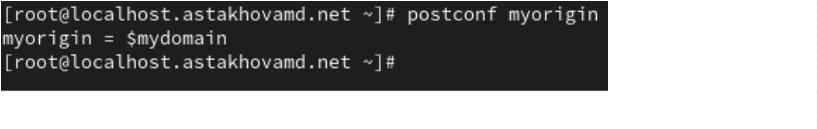 [root@localhost.astakhovamd.net ~]# postconf myorigin
myorigin = $mydomain
[root@localhost.astakhovamd.net ~]#